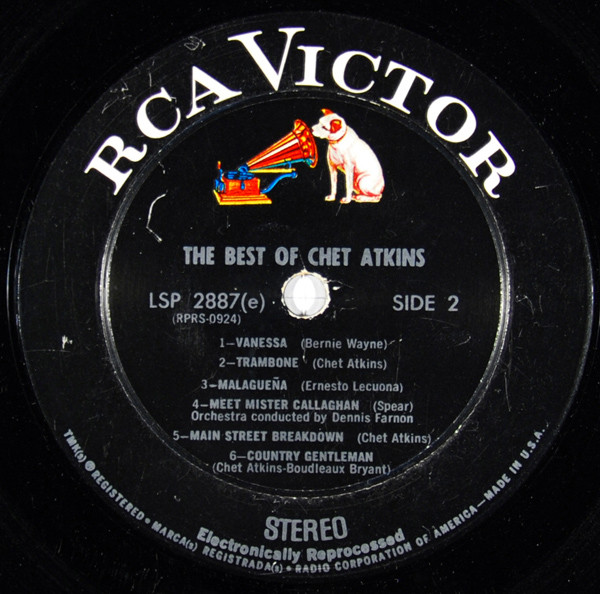 RCA VICTOR
THE BEST OF CHET ATKINS
LSP 2887(e)
(RPRS-0924)
SIDE 2
1—VANESSA (Bernie Wayne)
2—TRAMBONE (Chet Atkins)
3—MALAGUEÑA (Ernesto Lecuona)
4—MEET MISTER CALLAGHAN (Spear)
Orchestra conducted by Dennis Farnon
5—MAIN STREET BREAKDOWN (Chet Atkins)
6—COUNTRY GENTLEMAN
(Chet Atkins-Boudleaux Bryant)
STEREO
Electronically Reprocessed
TMK(s) ® REGISTERED • MARCA(s) REGISTRADA(s) • RADIO CORPORATION OF AMERICA—MADE IN U.S.A.